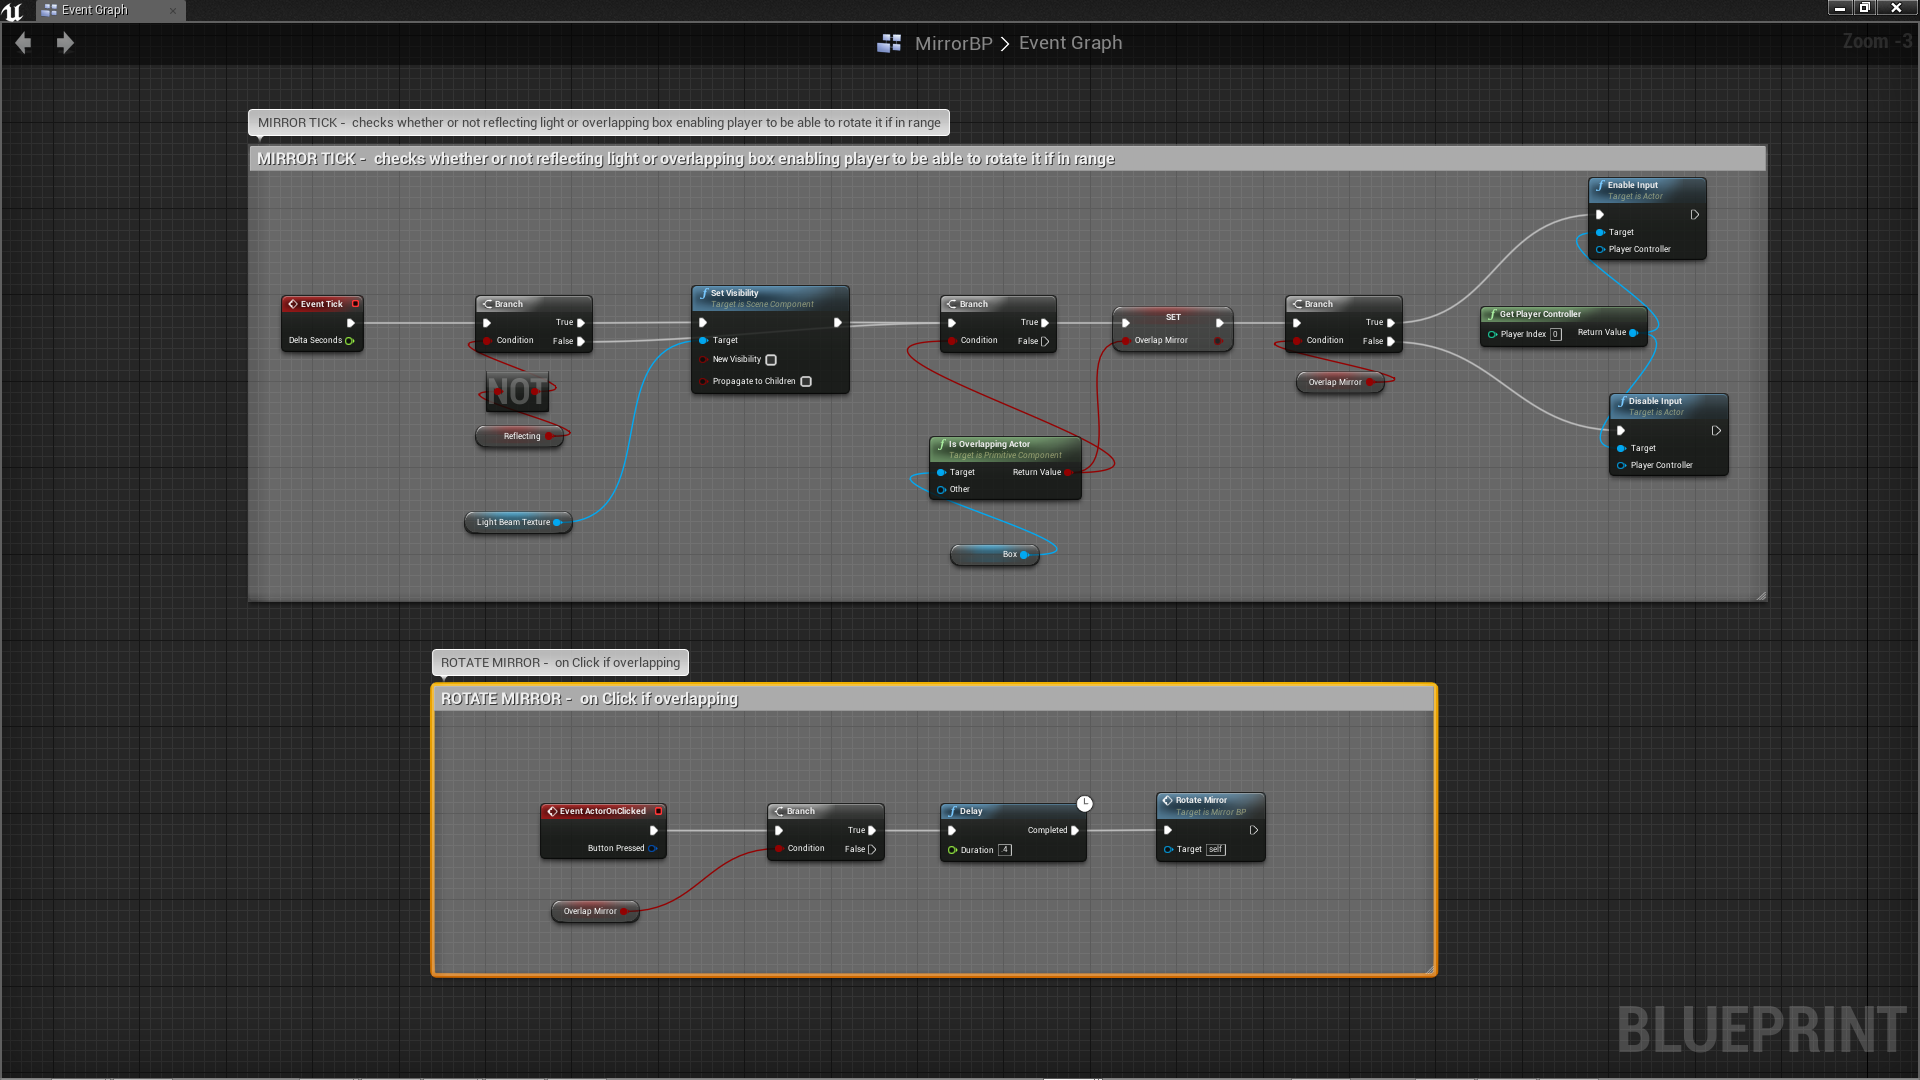 Event Graph
MirrorBP > Event Graph
Zoom -3
MIRROR TICK - checks whether or not reflecting light or overlapping box enabling player to be able to rotate it if in range
MIRROR TICK - checks whether or not reflecting light or overlapping box enabling player to be able to rotate it if in range
Event Tick
Delta Seconds
Branch
True
Condition
False
NOT
Reflecting
Light Beam Texture
Set Visibility
Target is Scene Component
Target
New Visibility
Propagate to Children
Branch
True
Condition
False
Is Overlapping Actor
Target is Primitive Component
Target
Return Value
Other
Box
SET
Overlap Mirror
Branch
True
Condition
False
Overlap Mirror
Enable Input
Target is Actor
Target
Player Controller
Get Player Controller
Player Index 0
Return Value
Disable Input
Target is Actor
Target
Player Controller
ROTATE MIRROR - on Click if overlapping
ROTATE MIRROR - on Click if overlapping
Event ActorOnClicked
Button Pressed
Overlap Mirror
Branch
True
Condition
False
Delay
Completed
Duration .4
Rotate Mirror
Target is Mirror BP
Target self
BLUEPRINT